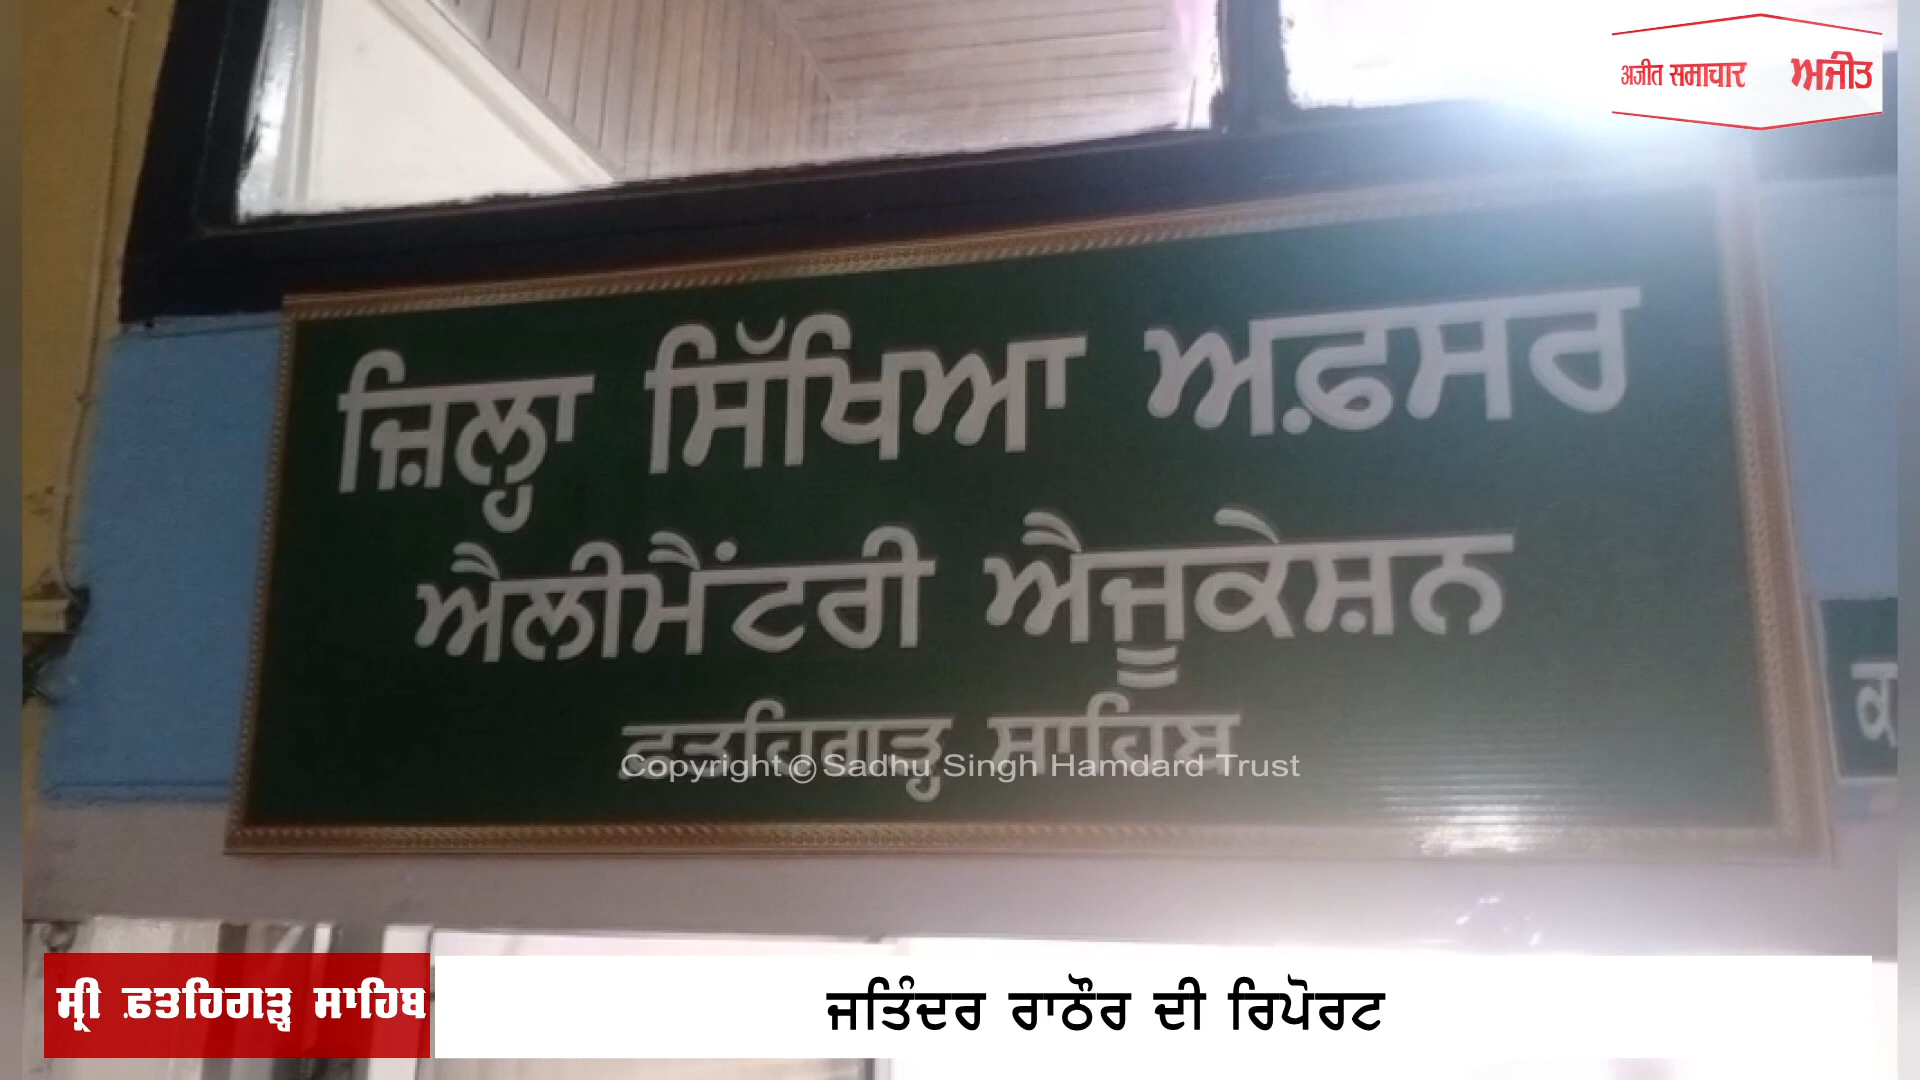 अजीत समाचार ਅਜੀਤ
ਜ਼ਿਲ੍ਹਾ ਸਿੱਖਿਆ ਅਫ਼ਸਰ
ਐਲੀਮੈਂਟਰੀ ਐਜੂਕੇਸ਼ਨ
ਫ਼ਤਹਿਗੜ੍ਹ ਸਾਹਿਬ
Copyright © Sadhu Singh Hamdard Trust
ਸ੍ਰੀ ਫ਼ਤਹਿਗੜ੍ਹ ਸਾਹਿਬ
ਜਤਿੰਦਰ ਰਾਠੌਰ ਦੀ ਰਿਪੋਰਟ